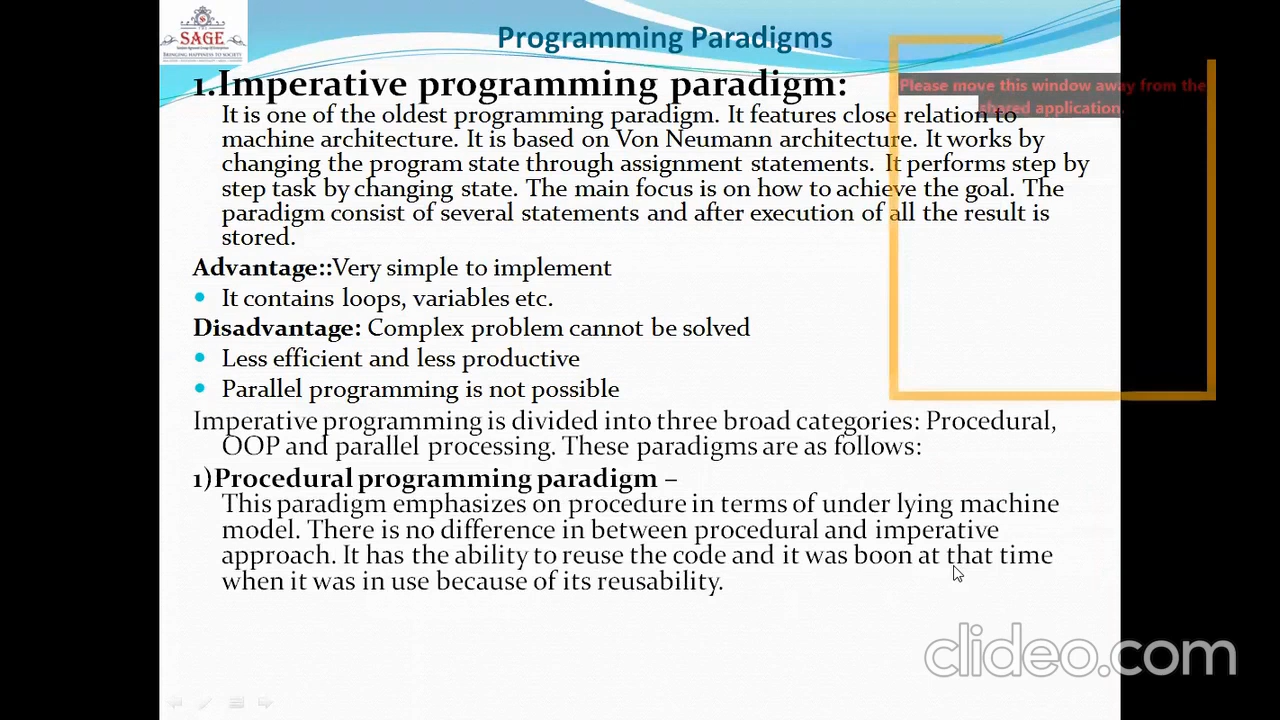 SAGE
BRINGING HAPPINESS TO SOCIETY
Programming Paradigms
Please move this window away from the
shared application.
1.Imperative programming paradigm:
It is one of the oldest programming paradigm. It features close relation to
machine architecture. It is based on Von Neumann architecture. It works by
changing the program state through assignment statements. It performs step by
step task by changing state. The main focus is on how to achieve the goal. The
paradigm consist of several statements and after execution of all the result is
stored.
Advantage::Very simple to implement
It contains loops, variables etc.
Disadvantage: Complex problem cannot be solved
Less efficient and less productive
Parallel programming is not possible
Imperative programming is divided into three broad categories: Procedural,
OOP and parallel processing. These paradigms are as follows:
1)Procedural programming paradigm –
This paradigm emphasizes on procedure in terms of under lying machine
model. There is no difference in between procedural and imperative
approach. It has the ability to reuse the code and it was boon at that time
when it was in use because of its reusability.
clideo.com